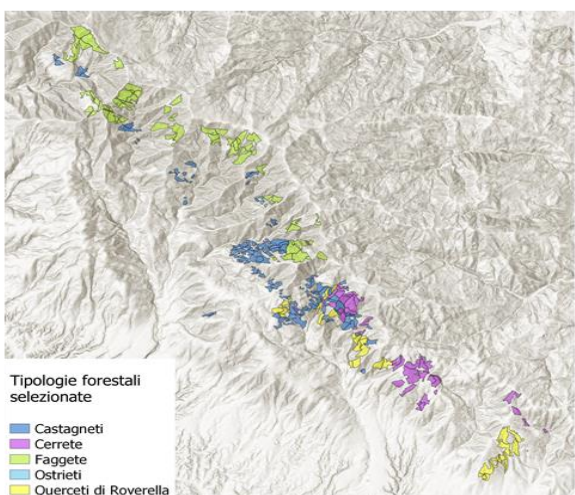 Tipologie forestali
selezionate
Castagneti
Cerrete
Faggete
Ostrieti
Querceti di Roverella